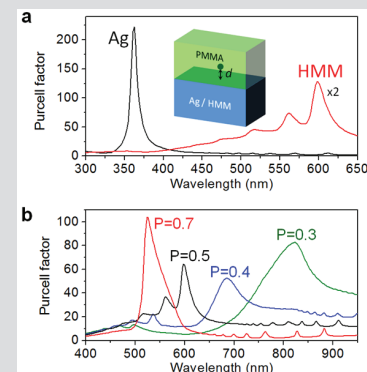 a
Ag
PMMA
d
Ag / HMM
HMM
x2
Purcell factor
200
150
100
50
0
300 350 400 450 500 550 600 650
Wavelength (nm)
b
P=0.7
P=0.5
P=0.4
P=0.3
Purcell factor
100
80
60
40
20
0
400 500 600 700 800 900
Wavelength (nm)